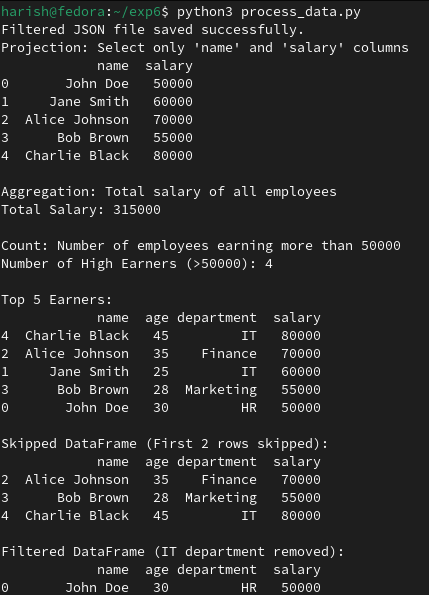 harish@fedora:~/exp6$ python3 process_data.py
Filtered JSON file saved successfully.
Projection: Select only 'name' and 'salary' columns
            name  salary
0       John Doe   50000
1     Jane Smith   60000
2  Alice Johnson   70000
3      Bob Brown   55000
4  Charlie Black   80000

Aggregation: Total salary of all employees
Total Salary: 315000

Count: Number of employees earning more than 50000
Number of High Earners (>50000): 4

Top 5 Earners:
            name  age department  salary
4  Charlie Black   45         IT   80000
2  Alice Johnson   35    Finance   70000
1     Jane Smith   25         IT   60000
3      Bob Brown   28  Marketing   55000
0       John Doe   30         HR   50000

Skipped DataFrame (First 2 rows skipped):
            name  age department  salary
2  Alice Johnson   35    Finance   70000
3      Bob Brown   28  Marketing   55000
4  Charlie Black   45         IT   80000

Filtered DataFrame (IT department removed):
            name  age department  salary
0       John Doe   30         HR   50000